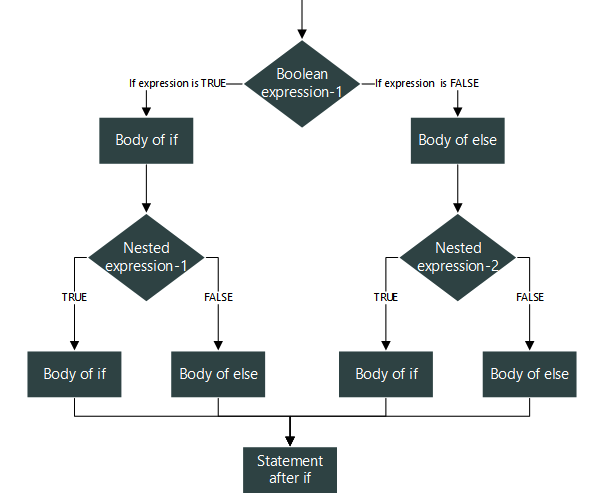 Boolean
expression-1
If expression is TRUE
If expression  is FALSE
Body of if
Body of else
Nested
expression-1
Nested
expression-2
TRUE
FALSE
TRUE
FALSE
Body of if
Body of else
Body of if
Body of else
Statement
after if